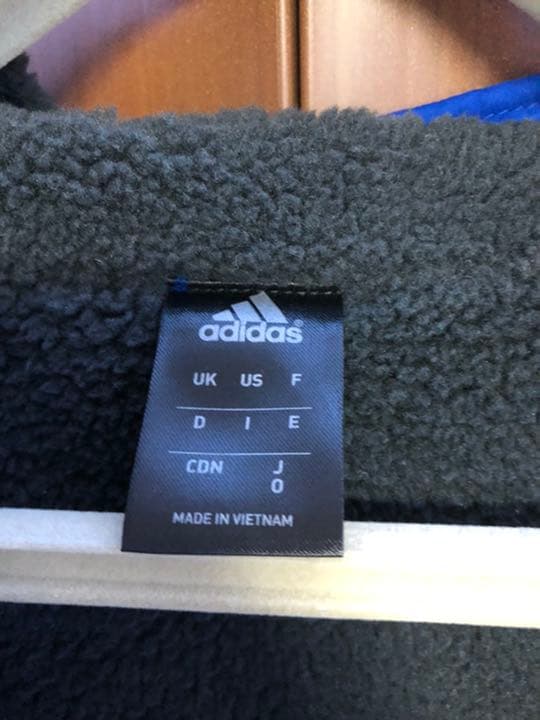 adidas
UK US F
D I E
CDN J
O
MADE IN VIETNAM